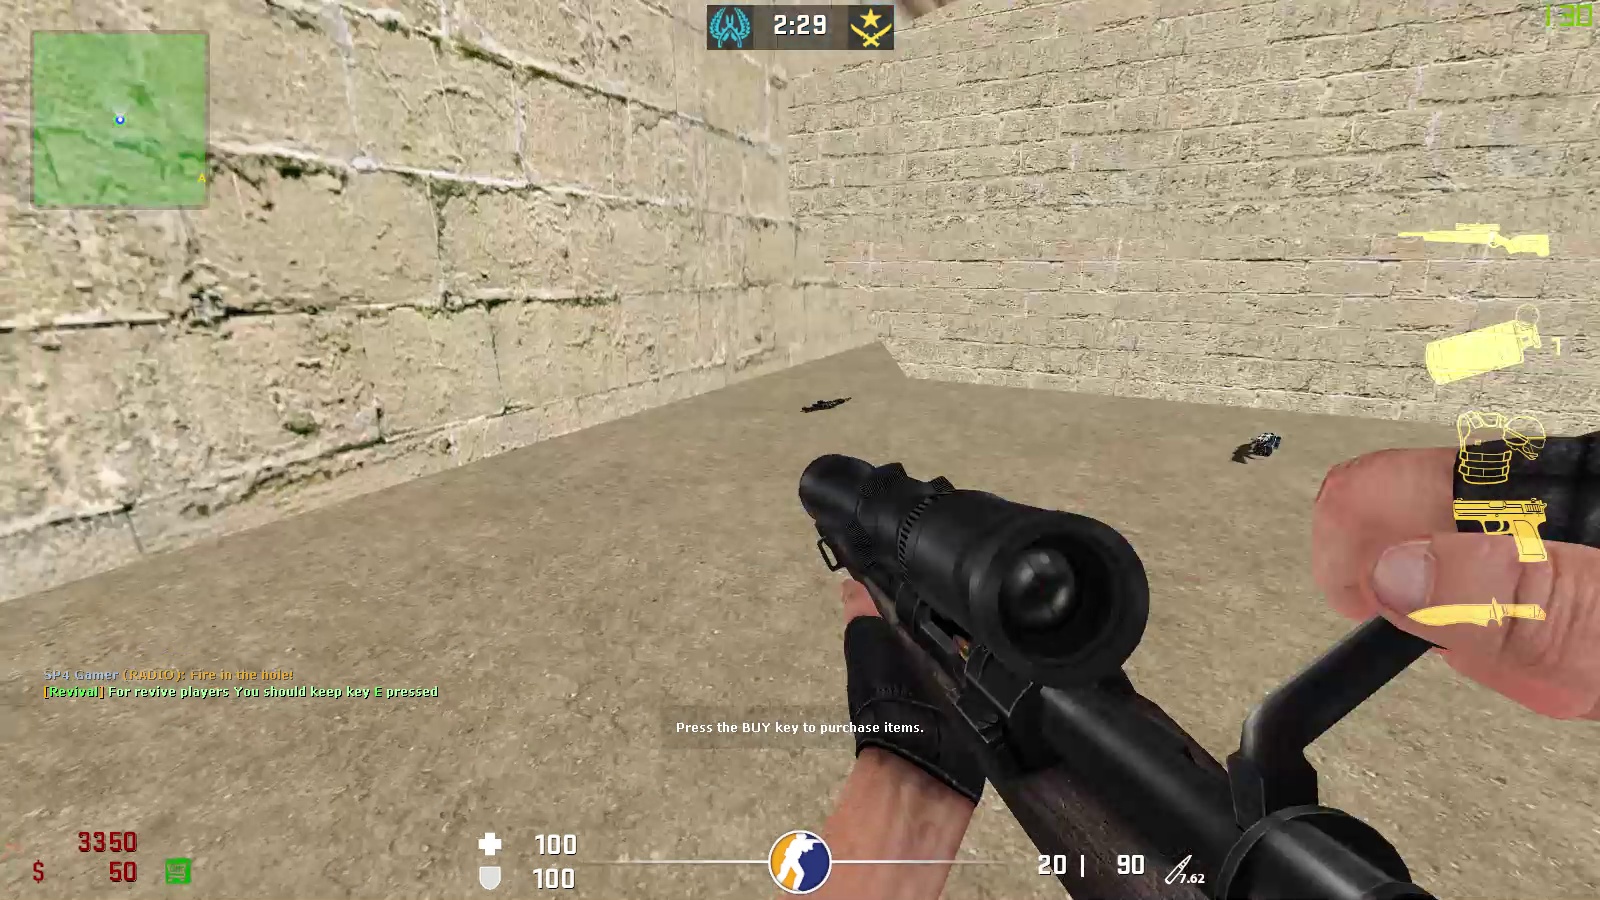 2:29
130
A
1
SP4 Gamer (RADIO): Fire in the hole!
[Revival] For revive players You should keep key E pressed
Press the BUY key to purchase items.
3350
$ 50
100
100
20 | 90
7.62